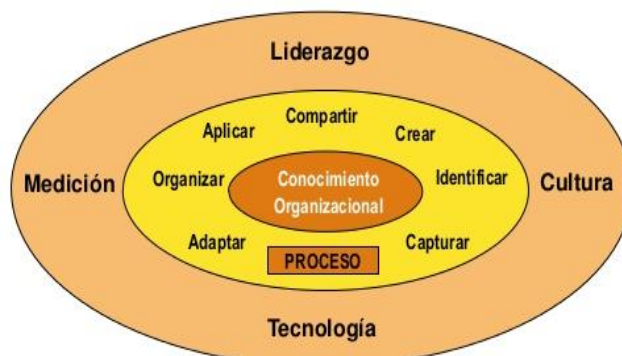 Liderazgo
Compartir
Aplicar
Crear
Medición
Organizar
Conocimiento
Organizacional
Identificar
Cultura
Adaptar
PROCESO
Capturar
Tecnología